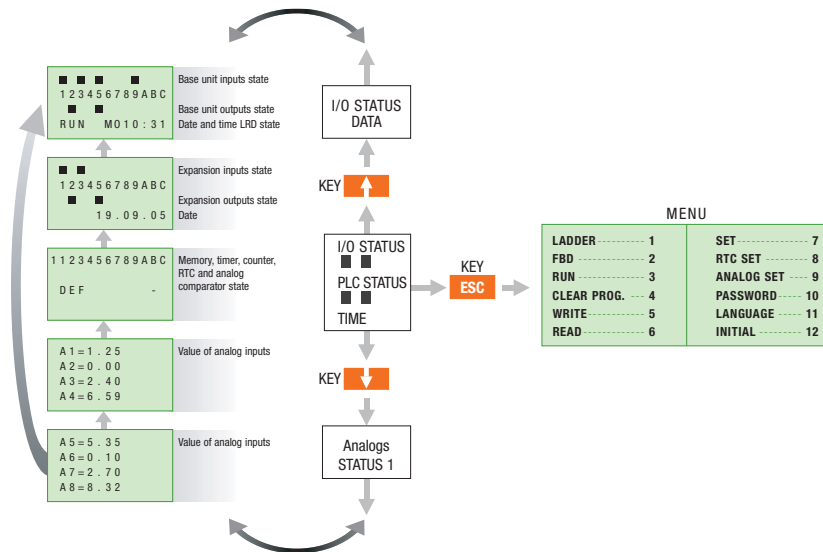 Base unit inputs state
1 2 3 4 5 6 7 8 9 A B C
Base unit outputs state
R U N M O 1 0 : 3 1
Date and time LRD state
Expansion inputs state
1 2 3 4 5 6 7 8 9 A B C
Expansion outputs state
1 9 . 0 9 . 0 5
Date
1 1 2 3 4 5 6 7 8 9 A B C
D E F -
Memory, timer, counter,
RTC and analog
comparator state
A 1 = 1 . 2 5
A 2 = 0 . 0 0
A 3 = 2 . 4 0
A 4 = 6 . 5 9
Value of analog inputs
A 5 = 5 . 3 5
A 6 = 0 . 1 0
A 7 = 2 . 7 0
A 8 = 8 . 3 2
Value of analog inputs
I/O STATUS
DATA
KEY
I/O STATUS
PLC STATUS
TIME
KEY
Analogs
STATUS 1
KEY
ESC
MENU
LADDER ------------ 1
FBD ---------------- 2
RUN ---------------- 3
CLEAR PROG. --- 4
WRITE ------------- 5
READ -------------- 6
SET ---------------- 7
RTC SET --------- 8
ANALOG SET ---- 9
PASSWORD ----- 10
LANGUAGE ----- 11
INITIAL ---------- 12